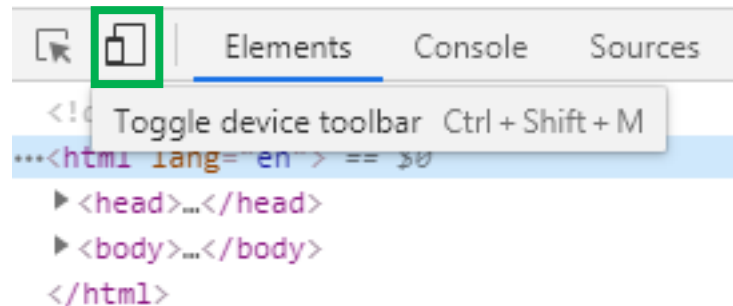 Elements Console Sources
<!d
Toggle device toolbar Ctrl + Shift + M
…<html lang="en"> == $0
▶<head>…</head>
▶<body>…</body>
</html>